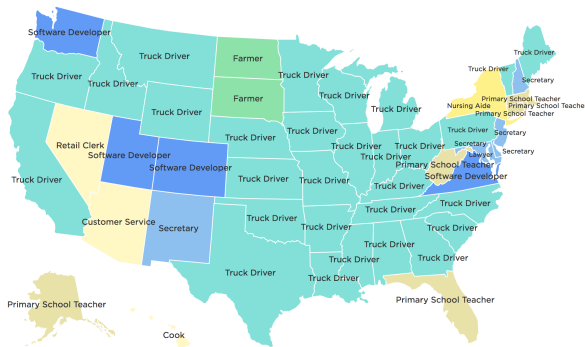 Software Developer
Truck Driver
Farmer
Truck Driver
Truck Driver
Truck Driver
Truck Driver
Truck Driver
Secretary
Truck Driver
Farmer
Truck Driver
Truck Driver
Truck Driver
Nursing Aide
Primary School Teacher
Primary School Teache
Primary School Teacher
Retail Clerk
Software Developer
Software Developer
Truck Driver
Truck Driver
Truck Driver
Truck Driver
Truck Driver
Truck Driver
Secretary
Secretary
Lawyer
Secretary
Primary School Teacher
Software Developer
Truck Driver
Truck Driver
Truck Driver
Truck Driver
Customer Service
Secretary
Truck Driver
Truck Driver
Truck Driver
Truck Driver
Truck Driver
Truck Driver
Truck Driver
Truck Driver
Truck Driver
Truck Driver
Primary School Teacher
Primary School Teacher
Cook